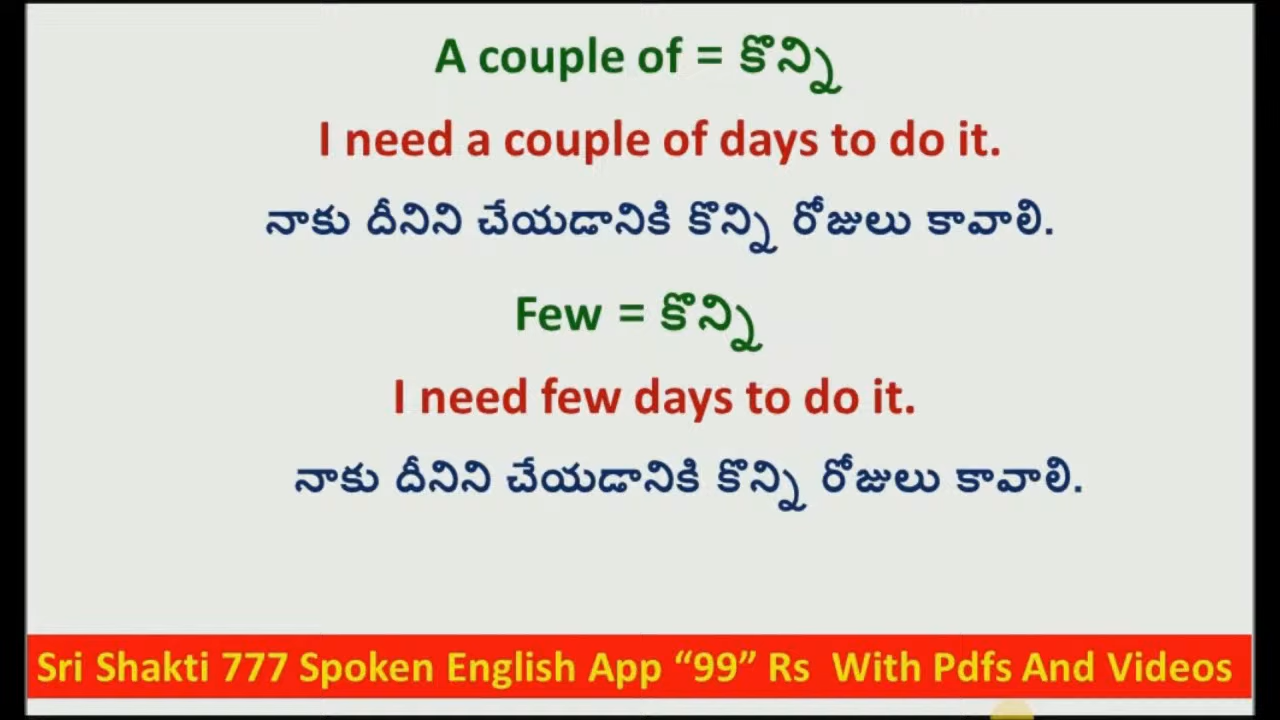 A couple of = కొన్ని
I need a couple of days to do it.
నాకు దీనిని చేయడానికి కొన్ని రోజులు కావాలి.
Few = కొన్ని
I need few days to do it.
నాకు దీనిని చేయడానికి కొన్ని రోజులు కావాలి.
Sri Shakti 777 Spoken English App “99” Rs With Pdfs And Videos